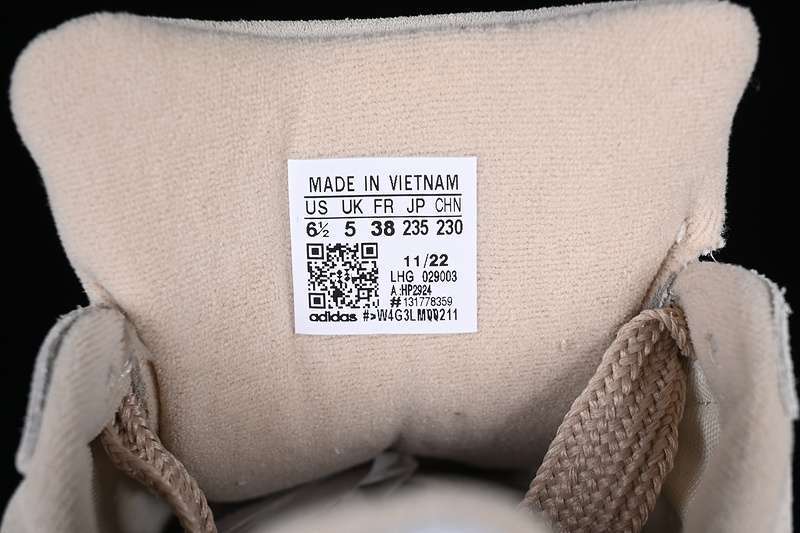 MADE IN VIETNAM
US UK FR JP CHN
6½ 5 38 235 230
11/22
LHG 029003
A :HP2924
#131778359
adidas #>W4G3LM00211